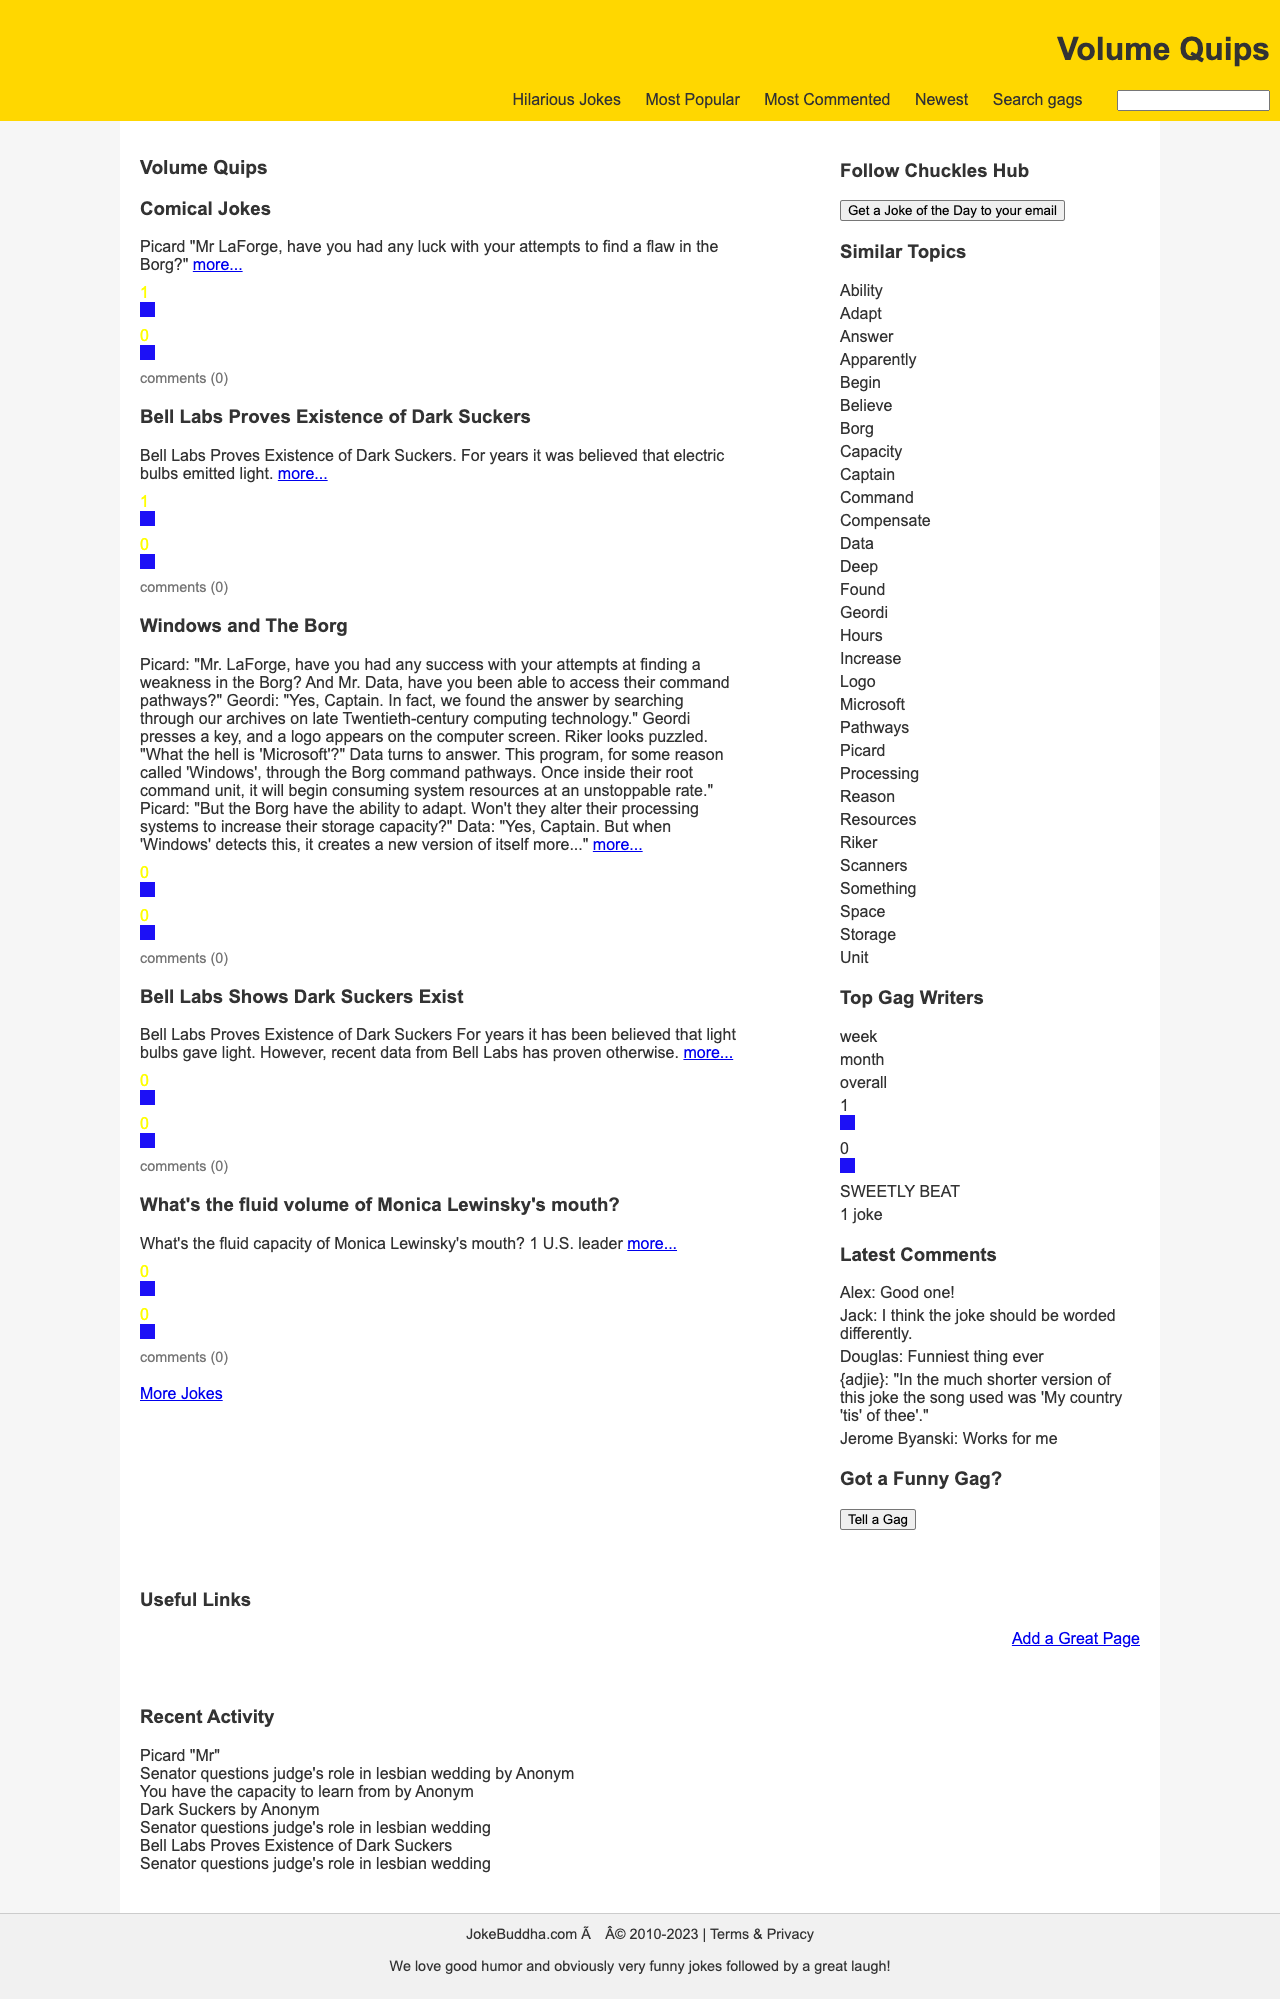 Volume Quips
Hilarious Jokes Most Popular Most Commented Newest Search gags
Volume Quips
Comical Jokes
Picard "Mr LaForge, have you had any luck with your attempts to find a flaw in the
Borg?" more...
1
0
comments (0)
Bell Labs Proves Existence of Dark Suckers
Bell Labs Proves Existence of Dark Suckers. For years it was believed that electric
bulbs emitted light. more...
1
0
comments (0)
Windows and The Borg
Picard: "Mr. LaForge, have you had any success with your attempts at finding a
weakness in the Borg? And Mr. Data, have you been able to access their command
pathways?" Geordi: "Yes, Captain. In fact, we found the answer by searching
through our archives on late Twentieth-century computing technology." Geordi
presses a key, and a logo appears on the computer screen. Riker looks puzzled.
"What the hell is 'Microsoft'?" Data turns to answer. This program, for some reason
called 'Windows', through the Borg command pathways. Once inside their root
command unit, it will begin consuming system resources at an unstoppable rate."
Picard: "But the Borg have the ability to adapt. Won't they alter their processing
systems to increase their storage capacity?" Data: "Yes, Captain. But when
'Windows' detects this, it creates a new version of itself more..." more...
0
0
comments (0)
Bell Labs Shows Dark Suckers Exist
Bell Labs Proves Existence of Dark Suckers For years it has been believed that light
bulbs gave light. However, recent data from Bell Labs has proven otherwise. more...
0
0
comments (0)
What's the fluid volume of Monica Lewinsky's mouth?
What's the fluid capacity of Monica Lewinsky's mouth? 1 U.S. leader more...
0
0
comments (0)
More Jokes
Follow Chuckles Hub
Get a Joke of the Day to your email
Similar Topics
Ability
Adapt
Answer
Apparently
Begin
Believe
Borg
Capacity
Captain
Command
Compensate
Data
Deep
Found
Geordi
Hours
Increase
Logo
Microsoft
Pathways
Picard
Processing
Reason
Resources
Riker
Scanners
Something
Space
Storage
Unit
Top Gag Writers
week
month
overall
1
0
SWEETLY BEAT
1 joke
Latest Comments
Alex: Good one!
Jack: I think the joke should be worded
differently.
Douglas: Funniest thing ever
{adjie}: "In the much shorter version of
this joke the song used was 'My country
'tis' of thee'."
Jerome Byanski: Works for me
Got a Funny Gag?
Tell a Gag
Useful Links
Add a Great Page
Recent Activity
Picard "Mr"
Senator questions judge's role in lesbian wedding by Anonym
You have the capacity to learn from by Anonym
Dark Suckers by Anonym
Senator questions judge's role in lesbian wedding
Bell Labs Proves Existence of Dark Suckers
Senator questions judge's role in lesbian wedding
JokeBuddha.com Ã Â© 2010-2023 | Terms & Privacy
We love good humor and obviously very funny jokes followed by a great laugh!